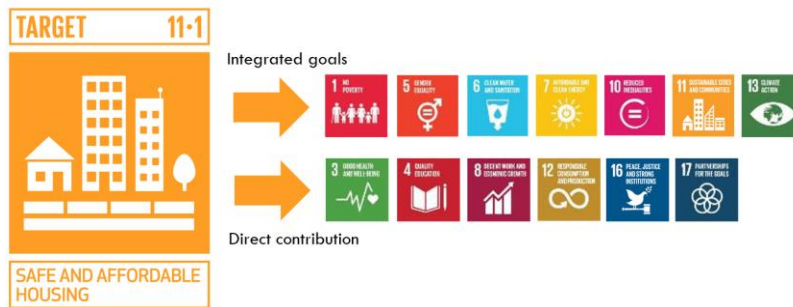 TARGET 11·1
Integrated goals
1 NO
POVERTY
5 GENDER
EQUALITY
6 CLEAN WATER
AND SANITATION
7 AFFORDABLE AND
CLEAN ENERGY
10 REDUCED
INEQUALITIES
11 SUSTAINABLE CITIES
AND COMMUNITIES
13 CLIMATE
ACTION
3 GOOD HEALTH
AND WELL-BEING
4 QUALITY
EDUCATION
8 DECENT WORK AND
ECONOMIC GROWTH
12 RESPONSIBLE
CONSUMPTION
AND PRODUCTION
16 PEACE, JUSTICE
AND STRONG
INSTITUTIONS
17 PARTNERSHIPS
FOR THE GOALS
Direct contribution
SAFE AND AFFORDABLE
HOUSING